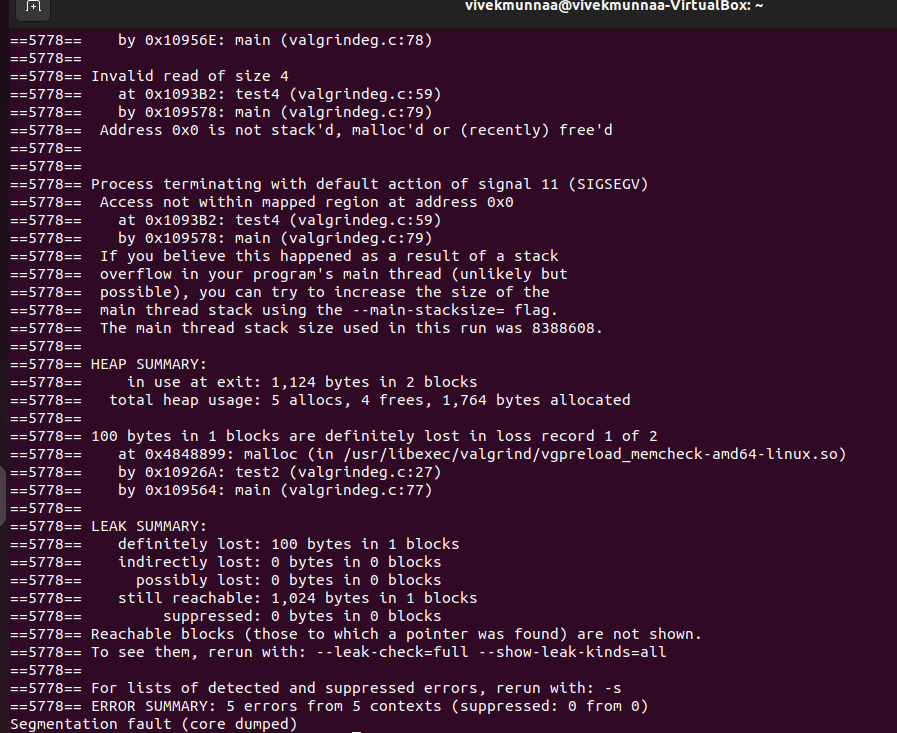 vivekmunnaa@vivekmunnaa-VirtualBox: ~
==5778==    by 0x10956E: main (valgrindeg.c:78)
==5778==
==5778== Invalid read of size 4
==5778==    at 0x1093B2: test4 (valgrindeg.c:59)
==5778==    by 0x109578: main (valgrindeg.c:79)
==5778==  Address 0x0 is not stack'd, malloc'd or (recently) free'd
==5778==
==5778==
==5778== Process terminating with default action of signal 11 (SIGSEGV)
==5778==  Access not within mapped region at address 0x0
==5778==    at 0x1093B2: test4 (valgrindeg.c:59)
==5778==    by 0x109578: main (valgrindeg.c:79)
==5778==  If you believe this happened as a result of a stack
==5778==  overflow in your program's main thread (unlikely but
==5778==  possible), you can try to increase the size of the
==5778==  main thread stack using the --main-stacksize= flag.
==5778==  The main thread stack size used in this run was 8388608.
==5778==
==5778== HEAP SUMMARY:
==5778==     in use at exit: 1,124 bytes in 2 blocks
==5778==   total heap usage: 5 allocs, 4 frees, 1,764 bytes allocated
==5778==
==5778== 100 bytes in 1 blocks are definitely lost in loss record 1 of 2
==5778==    at 0x4848899: malloc (in /usr/libexec/valgrind/vgpreload_memcheck-amd64-linux.so)
==5778==    by 0x10926A: test2 (valgrindeg.c:27)
==5778==    by 0x109564: main (valgrindeg.c:77)
==5778==
==5778== LEAK SUMMARY:
==5778==    definitely lost: 100 bytes in 1 blocks
==5778==    indirectly lost: 0 bytes in 0 blocks
==5778==      possibly lost: 0 bytes in 0 blocks
==5778==    still reachable: 1,024 bytes in 1 blocks
==5778==         suppressed: 0 bytes in 0 blocks
==5778== Reachable blocks (those to which a pointer was found) are not shown.
==5778== To see them, rerun with: --leak-check=full --show-leak-kinds=all
==5778==
==5778== For lists of detected and suppressed errors, rerun with: -s
==5778== ERROR SUMMARY: 5 errors from 5 contexts (suppressed: 0 from 0)
Segmentation fault (core dumped)